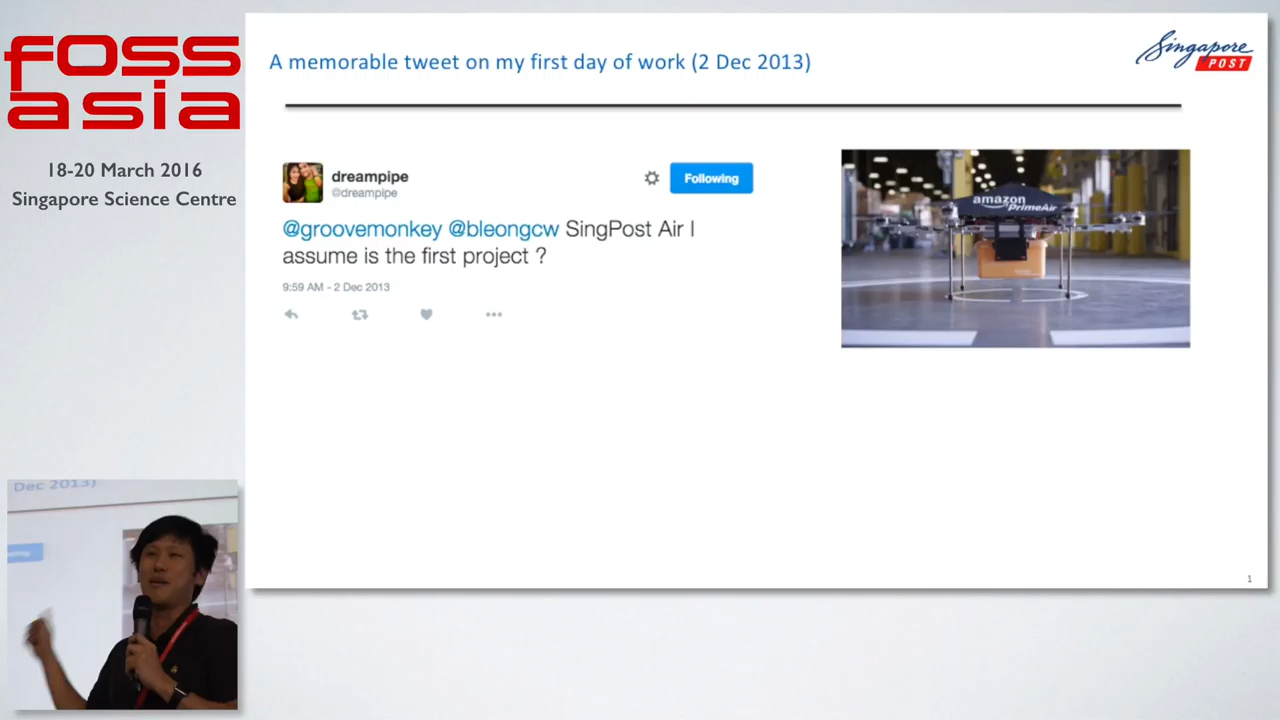 foss
asia
18-20 March 2016
Singapore Science Centre
A memorable tweet on my first day of work (2 Dec 2013)
Singapore
POST
dreampipe
@dreampipe
Following
@groovemonkey @bleongcw SingPost Air I
assume is the first project ?
9:59 AM - 2 Dec 2013
amazon
PrimeAir
1
Dec 2013)